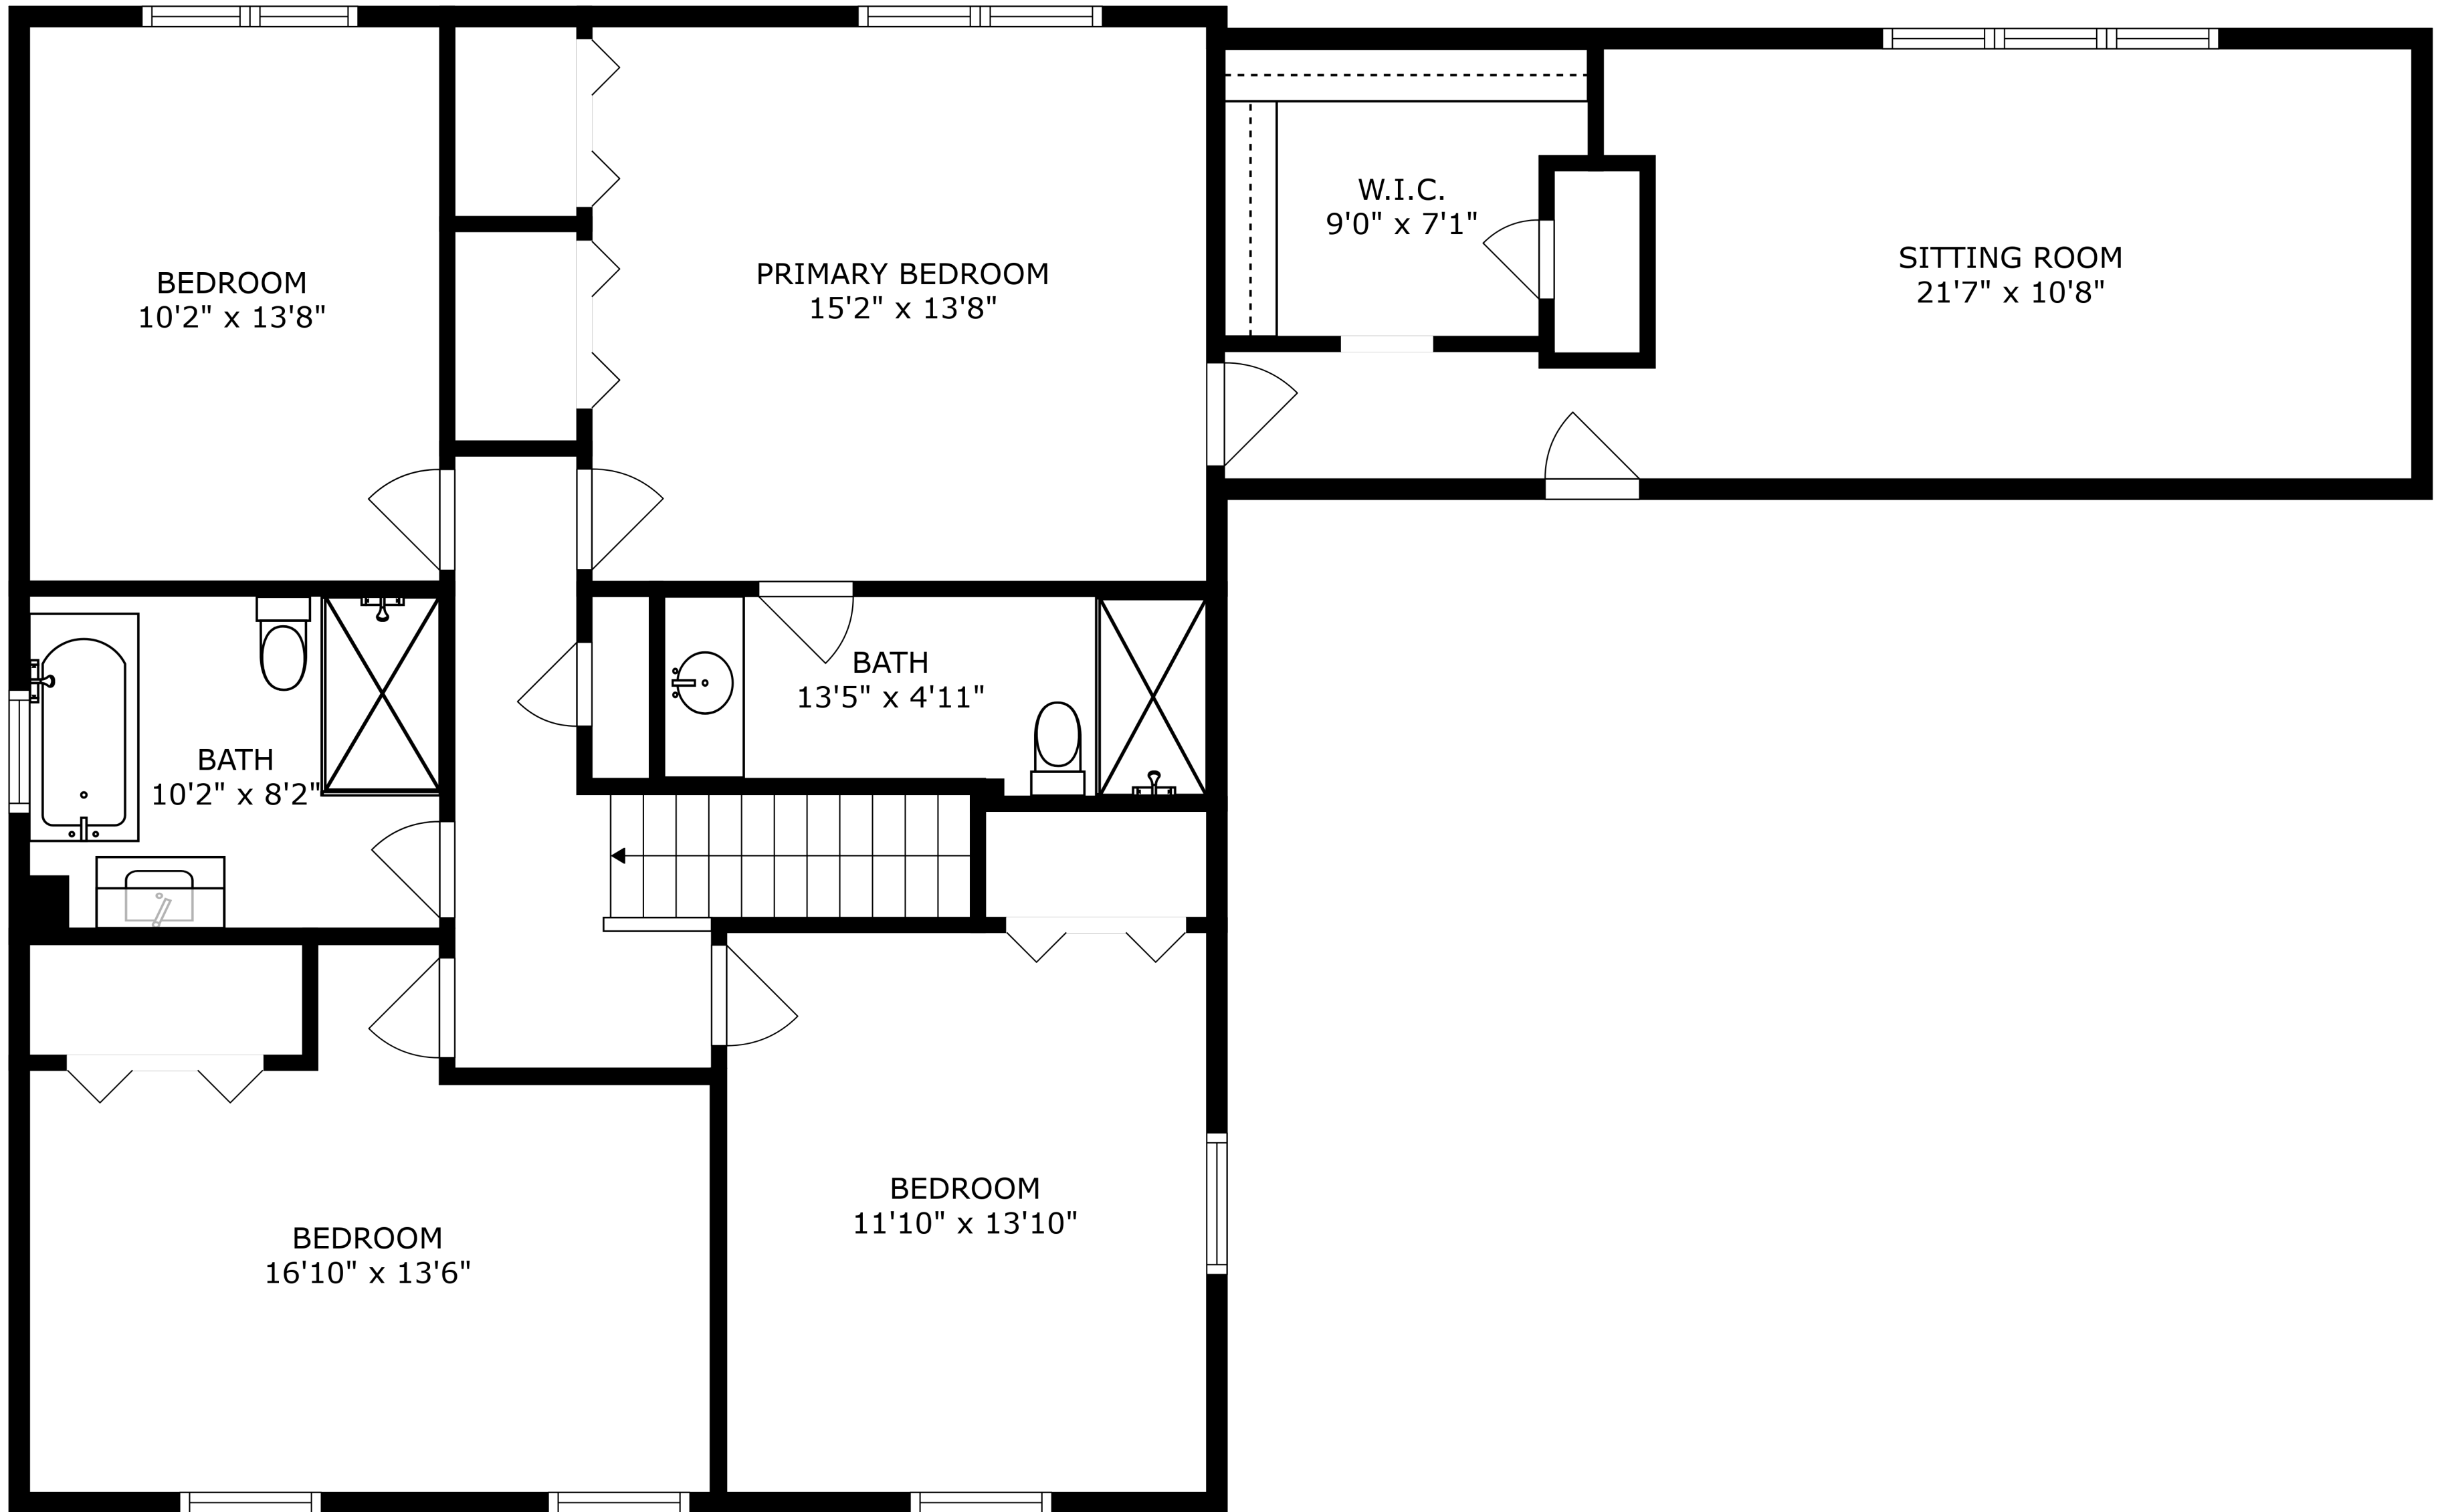 BEDROOM
10'2" x 13'8"
PRIMARY BEDROOM
15'2" x 13'8"
W.I.C.
9'0" x 7'1"
SITTING ROOM
21'7" x 10'8"
BATH
10'2" x 8'2"
BATH
13'5" x 4'11"
BEDROOM
16'10" x 13'6"
BEDROOM
11'10" x 13'10"